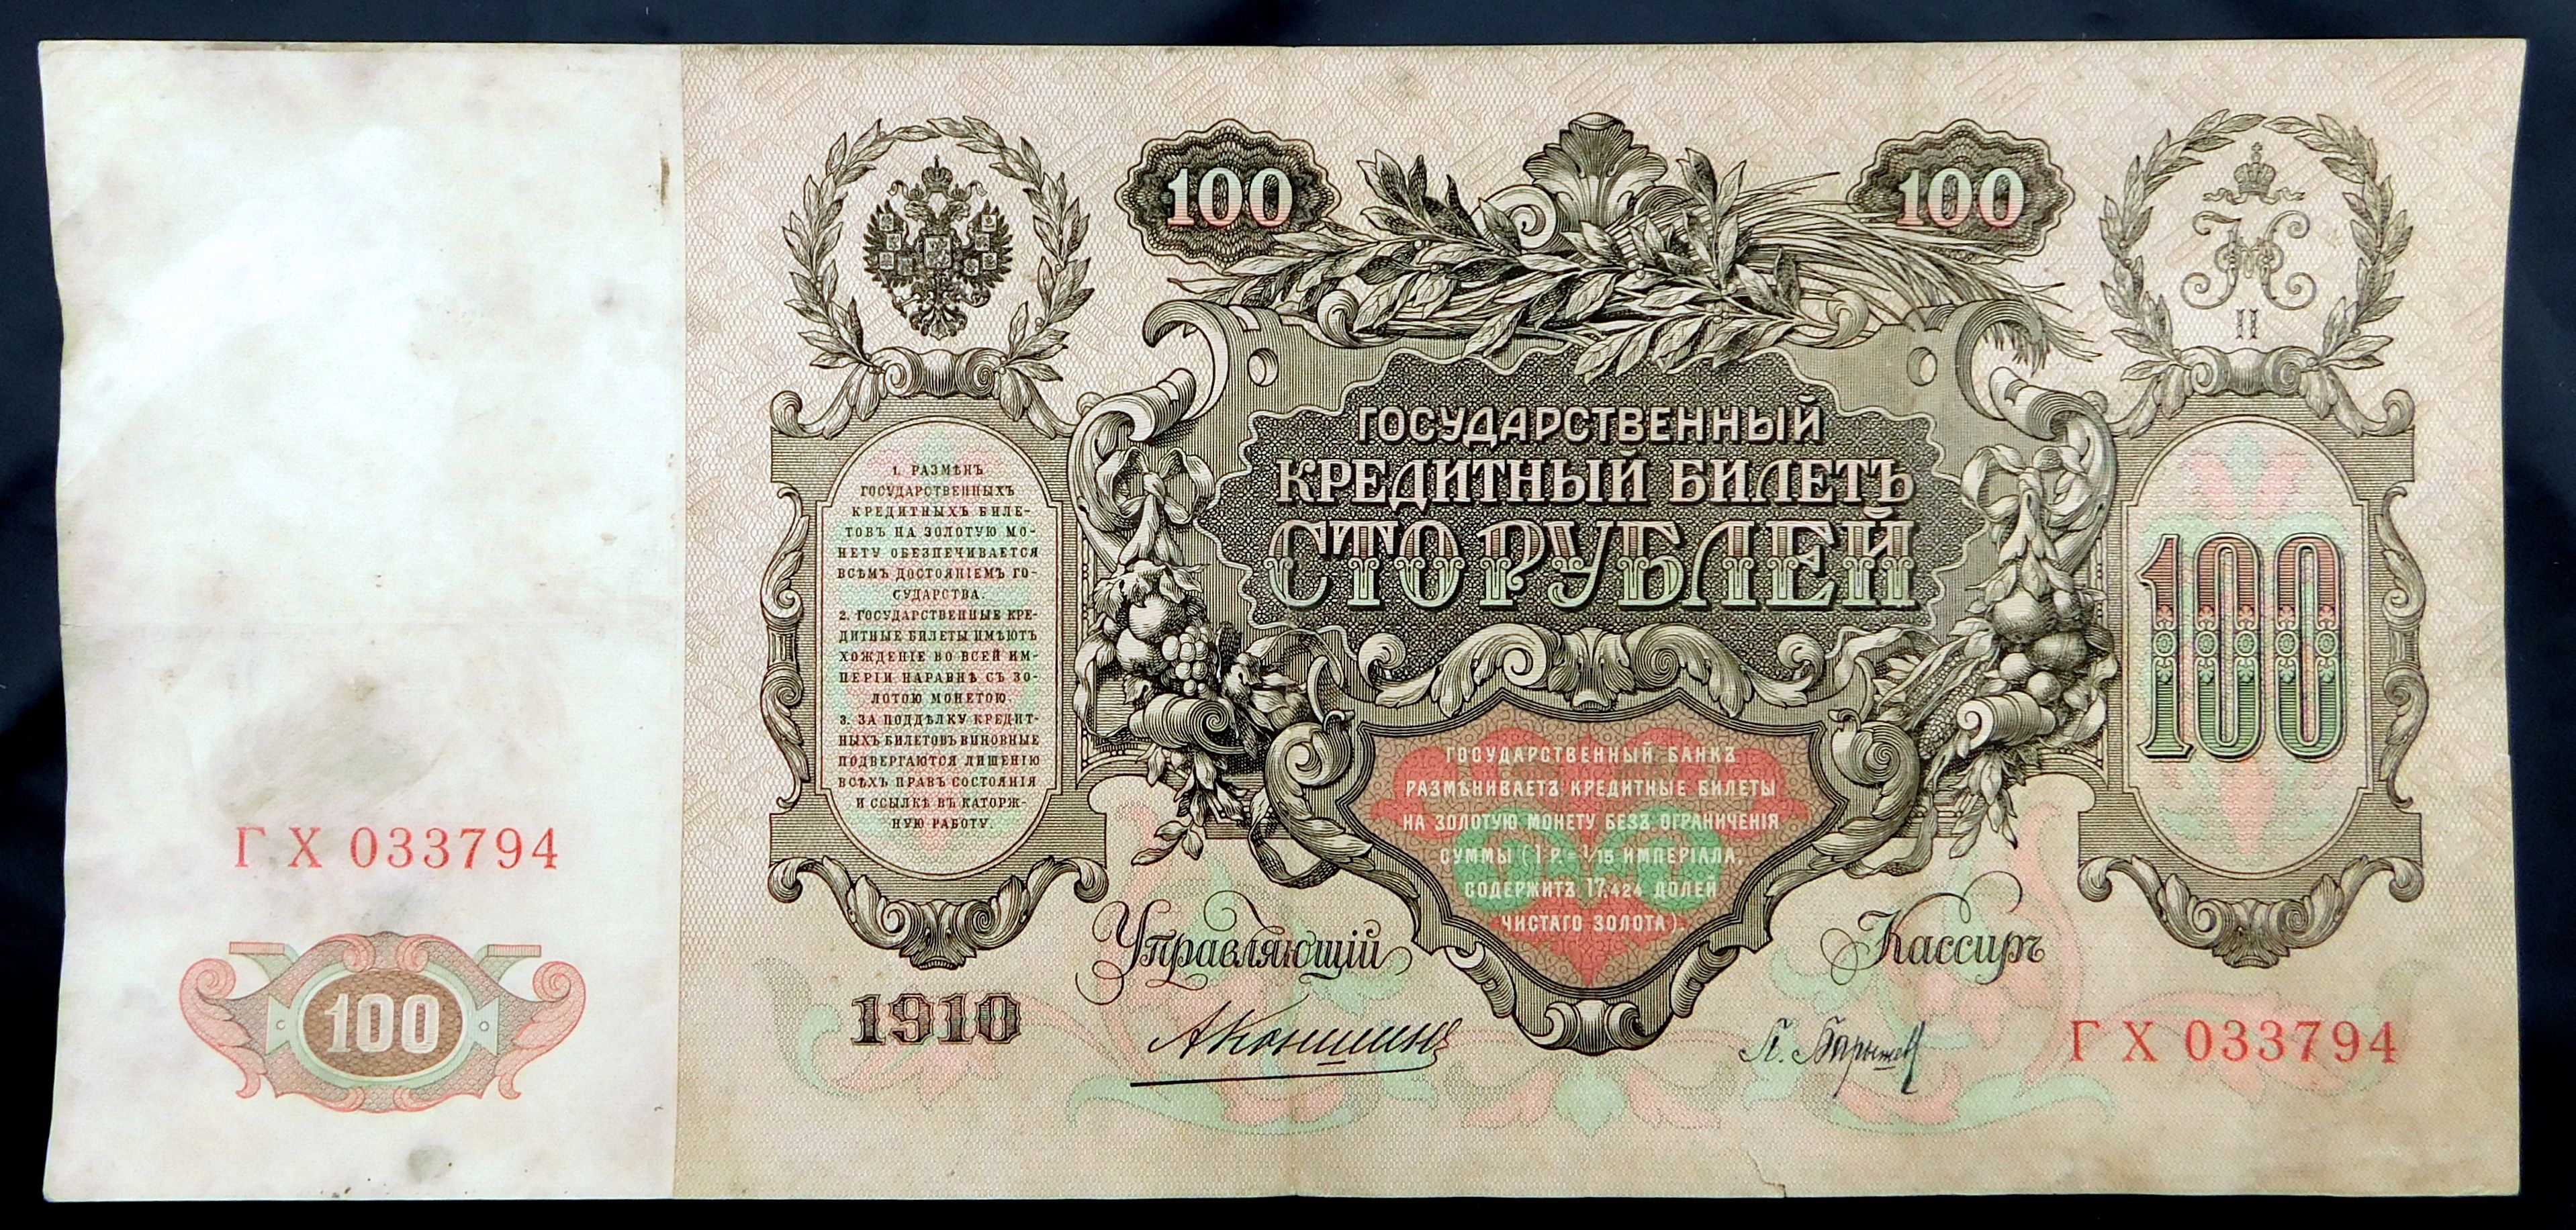 100
100
Н
II
ГОСУДАРСТВЕННЫЙ
КРЕДИТНЫЙ БИЛЕТЪ
СТО РУБЛЕЙ
1. РАЗМѢНЪ
ГОСУДАРСТВЕННЫХЪ
КРЕДИТНЫХЪ БИЛЕ-
ТОВЪ НА ЗОЛОТУЮ МО-
НЕТУ ОБЕЗПЕЧИВАЕТСЯ
ВСѢМЪ ДОСТОЯНІЕМЪ ГО-
СУДАРСТВА.
2. ГОСУДАРСТВЕННЫЕ КРЕ-
ДИТНЫЕ БИЛЕТЫ ИМѢЮТЪ
ХОЖДЕНІЕ ВО ВСЕЙ ИМ-
ПЕРІИ НАРАВНѢ СЪ ЗО-
ЛОТОЮ МОНЕТОЮ.
3. ЗА ПОДДѢЛКУ КРЕДИТ-
НЫХЪ БИЛЕТОВЪ ВИНОВНЫЕ
ПОДВЕРГАЮТСЯ ЛИШЕНІЮ
ВСѢХЪ ПРАВЪ СОСТОЯНІЯ
И ССЫЛКѢ ВЪ КАТОРЖ-
НУЮ РАБОТУ.
100
ГОСУДАРСТВЕННЫЙ БАНКЪ
РАЗМѢНИВАЕТЪ КРЕДИТНЫЕ БИЛЕТЫ
НА ЗОЛОТУЮ МОНЕТУ БЕЗЪ ОГРАНИЧЕНІЯ
СУММЫ (1 Р. = 1/15 ИМПЕРІАЛА,
СОДЕРЖИТЪ 17,424 ДОЛЕЙ
ЧИСТАГО ЗОЛОТА).
ГХ 033794
100
1910
Управляющій
АКоншинъ
Кассиръ
П. Барышев
ГХ 033794